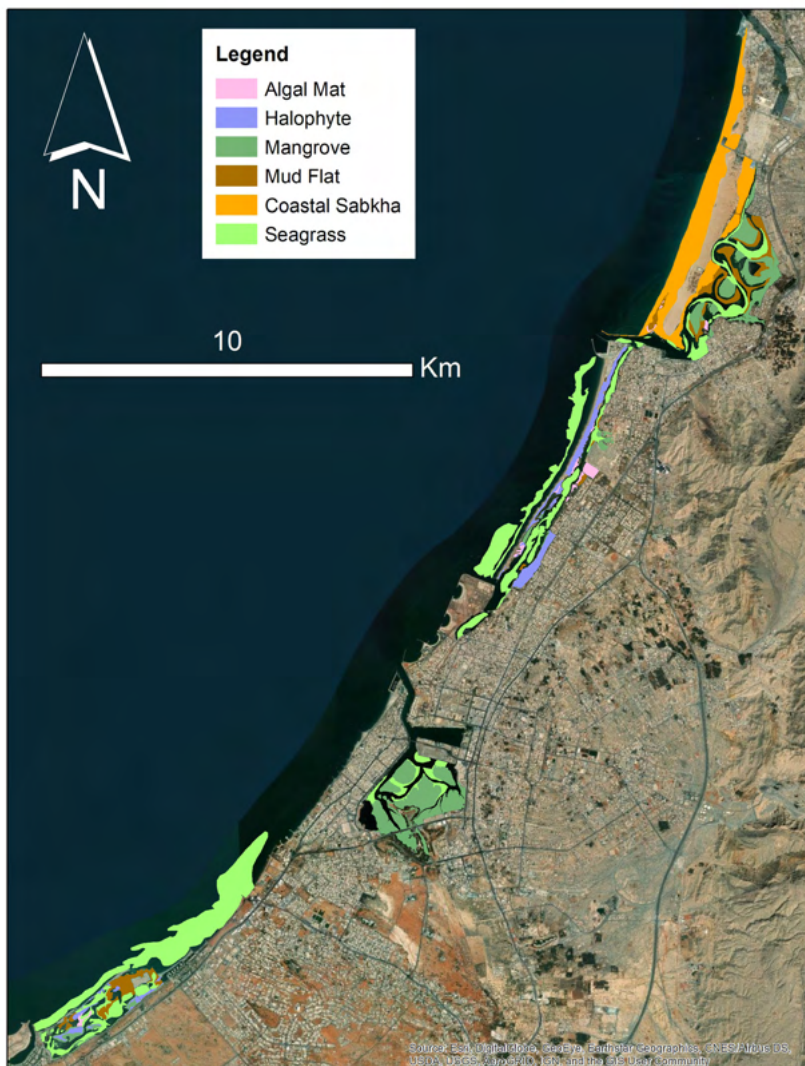 Legend
Algal Mat
Halophyte
Mangrove
Mud Flat
Coastal Sabkha
Seagrass
N
10
Km
Source: Esri, DigitalGlobe, GeoEye, Earthstar Geographics, CNES/Airbus DS,
USDA, USGS, AeroGRID, IGN, and the GIS User Community